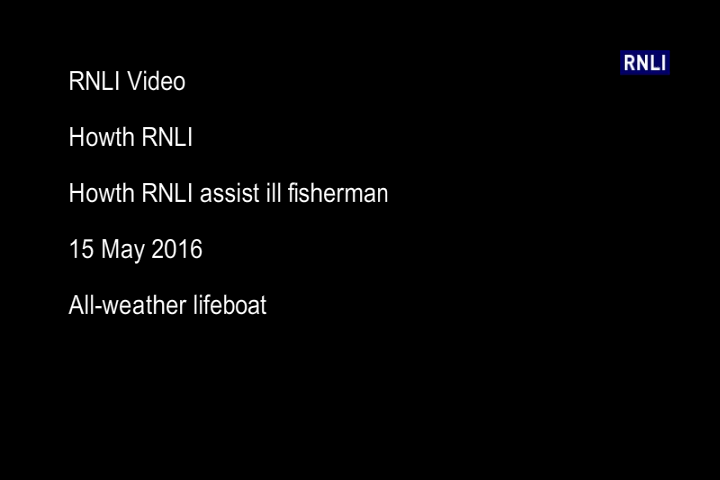 RNLI
RNLI Video
Howth RNLI
Howth RNLI assist ill fisherman
15 May 2016
All-weather lifeboat